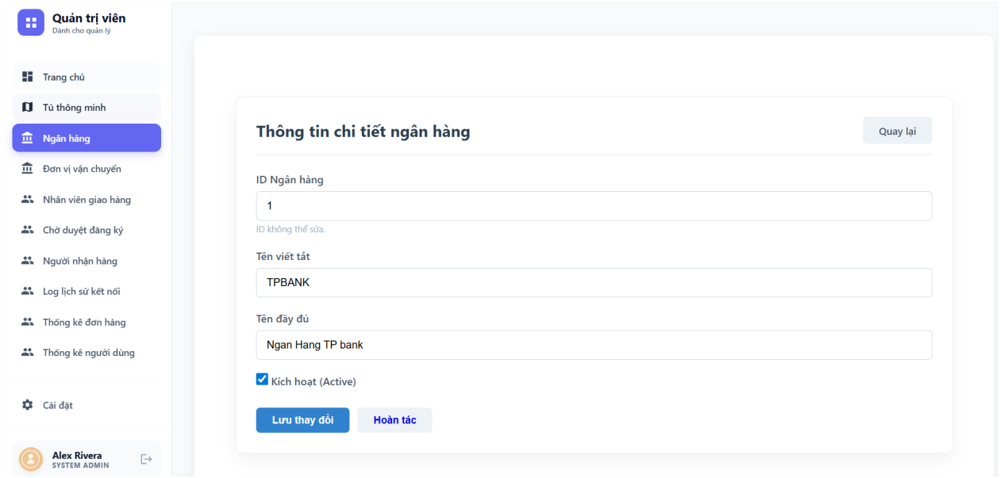 Quản trị viên
Dành cho quản lý
Trang chủ
Tủ thông minh
Ngân hàng
Đơn vị vận chuyển
Nhân viên giao hàng
Chờ duyệt đăng ký
Người nhận hàng
Log lịch sử kết nối
Thống kê đơn hàng
Thống kê người dùng
Cài đặt
Alex Rivera
SYSTEM ADMIN
Thông tin chi tiết ngân hàng
Quay lại
ID Ngân hàng
1
ID không thể sửa.
Tên viết tắt
TPBANK
Tên đầy đủ
Ngan Hang TP bank
Kích hoạt (Active)
Lưu thay đổi
Hoàn tác